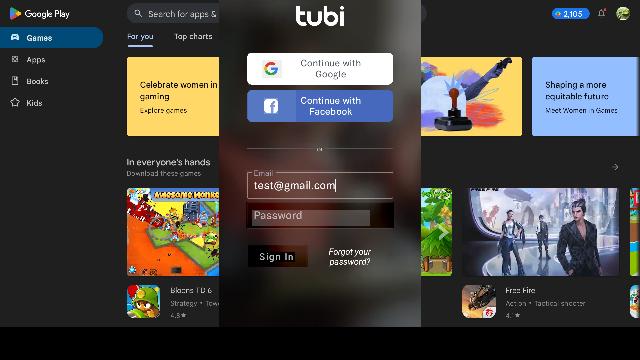 Google Play
Search for apps &
2,105
tubi
Games
Apps
Books
Kids
For you
Top charts
Continue with
Google
Continue with
Facebook
OR
Celebrate women in
gaming
Explore games
Shaping a more
equitable future
Meet Women in Games
Email
test@gmail.com
Password
Sign In
Forgot your
password?
In everyone's hands
Download these games
Bloons TD 6
Strategy • Tow
4.8★
Free Fire
Action • Tactical shooter
4.1★